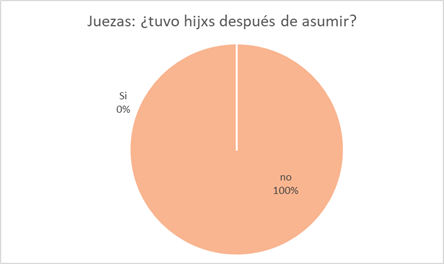 Juezas: ¿tuvo hijxs después de asumir?
Si
0%
no
100%